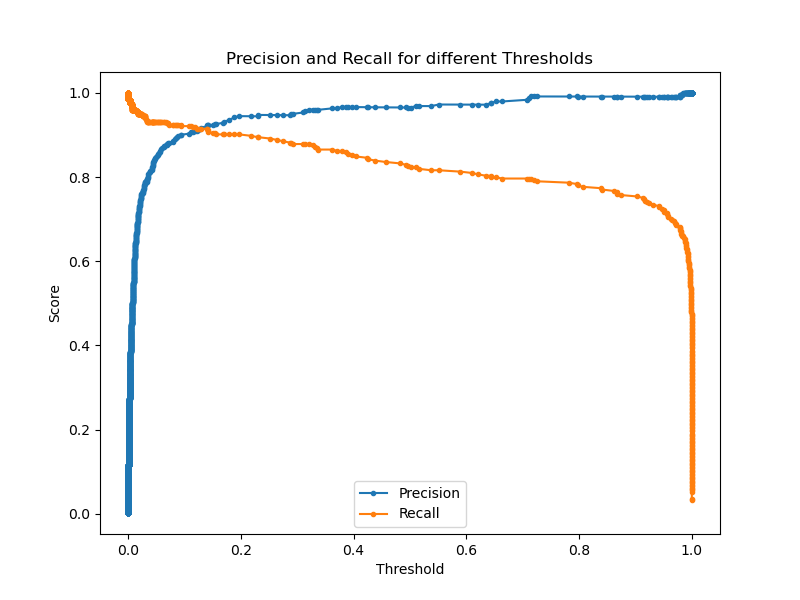 Precision and Recall for different Thresholds
1.0
0.8
0.6
0.4
0.2
0.0
Score
Precision
Recall
0.0 0.2 0.4 0.6 0.8 1.0
Threshold